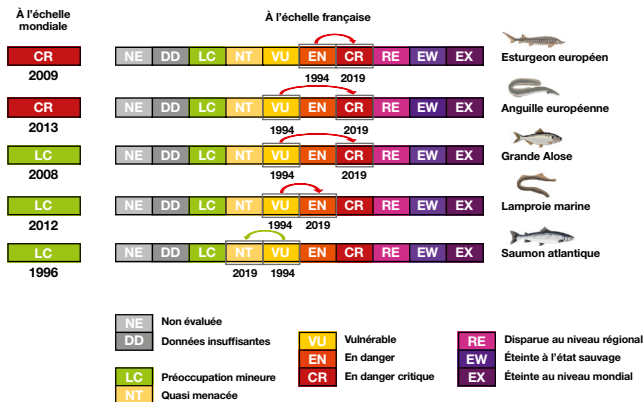 À l’échelle
mondiale
À l’échelle française
CR
2009
NE DD LC NT VU EN CR RE EW EX
1994 2019
Esturgeon européen
CR
2013
NE DD LC NT VU EN CR RE EW EX
1994 2019
Anguille européenne
LC
2008
NE DD LC NT VU EN CR RE EW EX
1994 2019
Grande Alose
LC
2012
NE DD LC NT VU EN CR RE EW EX
1994 2019
Lamproie marine
LC
1996
NE DD LC NT VU EN CR RE EW EX
2019 1994
Saumon atlantique
NE Non évaluée
DD Données insuffisantes
LC Préoccupation mineure
NT Quasi menacée
VU Vulnérable
EN En danger
CR En danger critique
RE Disparue au niveau régional
EW Éteinte à l’état sauvage
EX Éteinte au niveau mondial